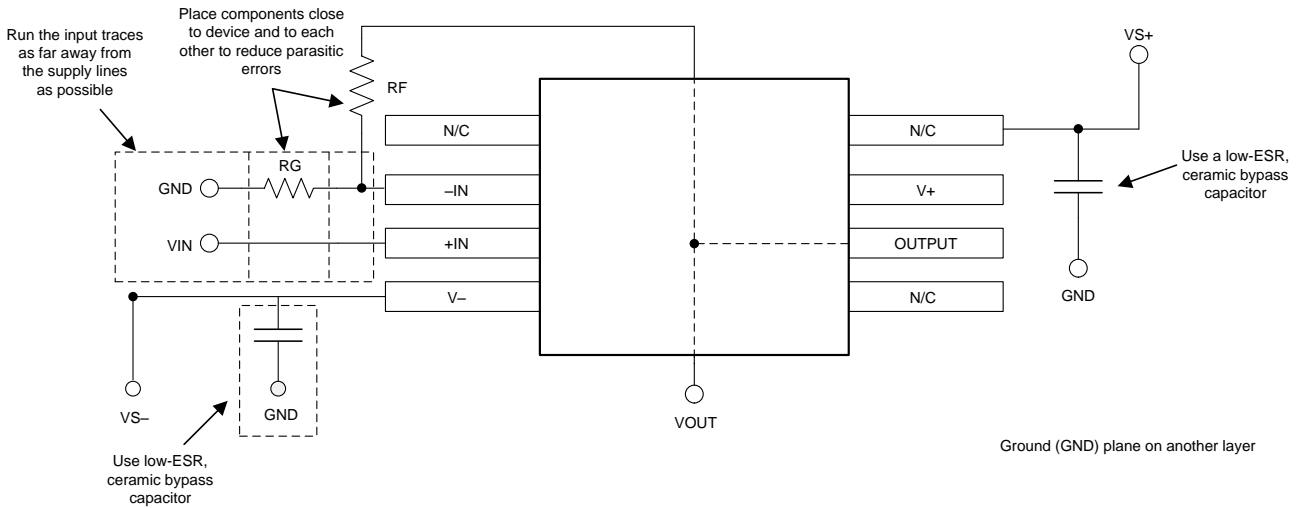 Place components close
to device and to each
other to reduce parasitic
errors
Run the input traces
as far away from
the supply lines
as possible
VS+
RF
N/C
N/C
Use a low-ESR,
ceramic bypass
capacitor
RG
GND
–IN
V+
VIN
+IN
OUTPUT
V–
N/C
GND
VS–
GND
VOUT
Ground (GND) plane on another layer
Use low-ESR,
ceramic bypass
capacitor